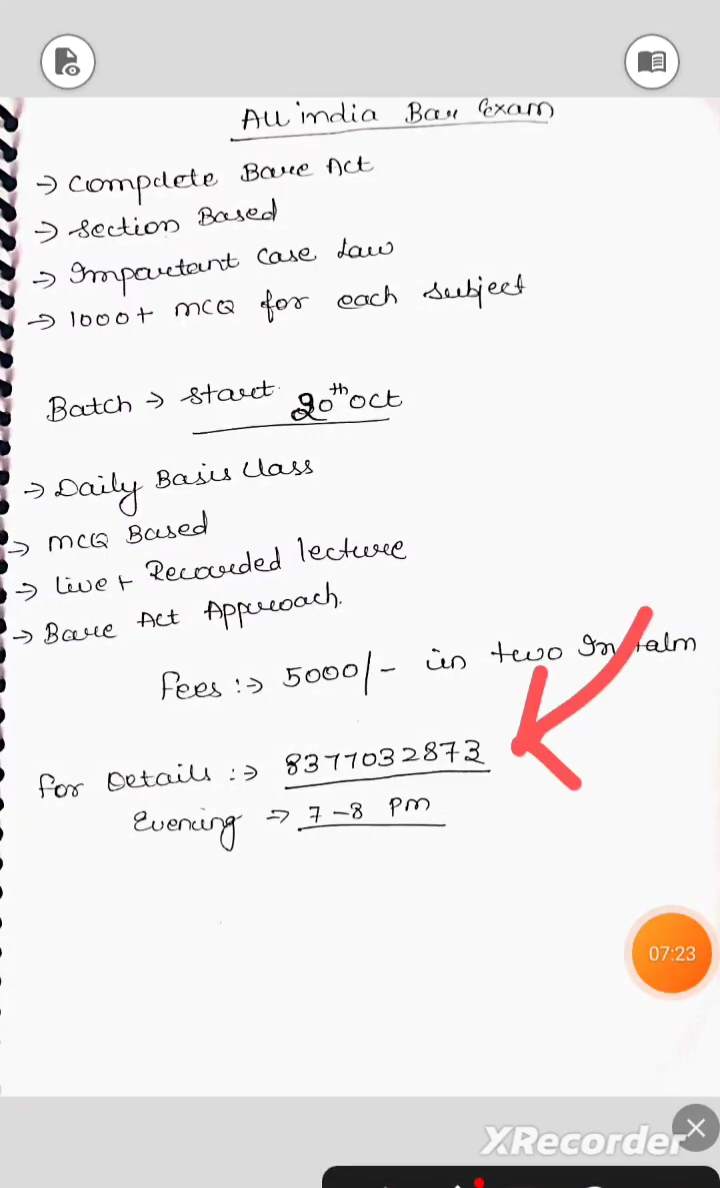 All india Bar Exam
→ Complete Bare Act
→ Section Based
→ Important Case Law
→ 1000+ MCQ for each subject
Batch → start 20th Oct
→ Daily Basis Class
→ MCQ Based
→ Live + Recorded lecture
→ Bare Act Approach.
Fees :→ 5000/- in two Instalm
for Details :→ 8377032873
Evening → 7-8 pm
07:23
XRecorder